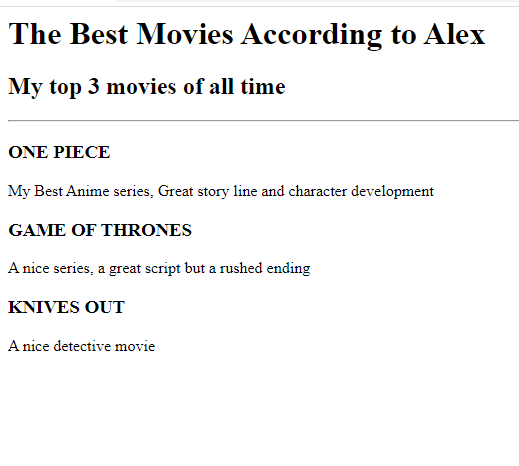 The Best Movies According to Alex
My top 3 movies of all time
ONE PIECE
My Best Anime series, Great story line and character development
GAME OF THRONES
A nice series, a great script but a rushed ending
KNIVES OUT
A nice detective movie